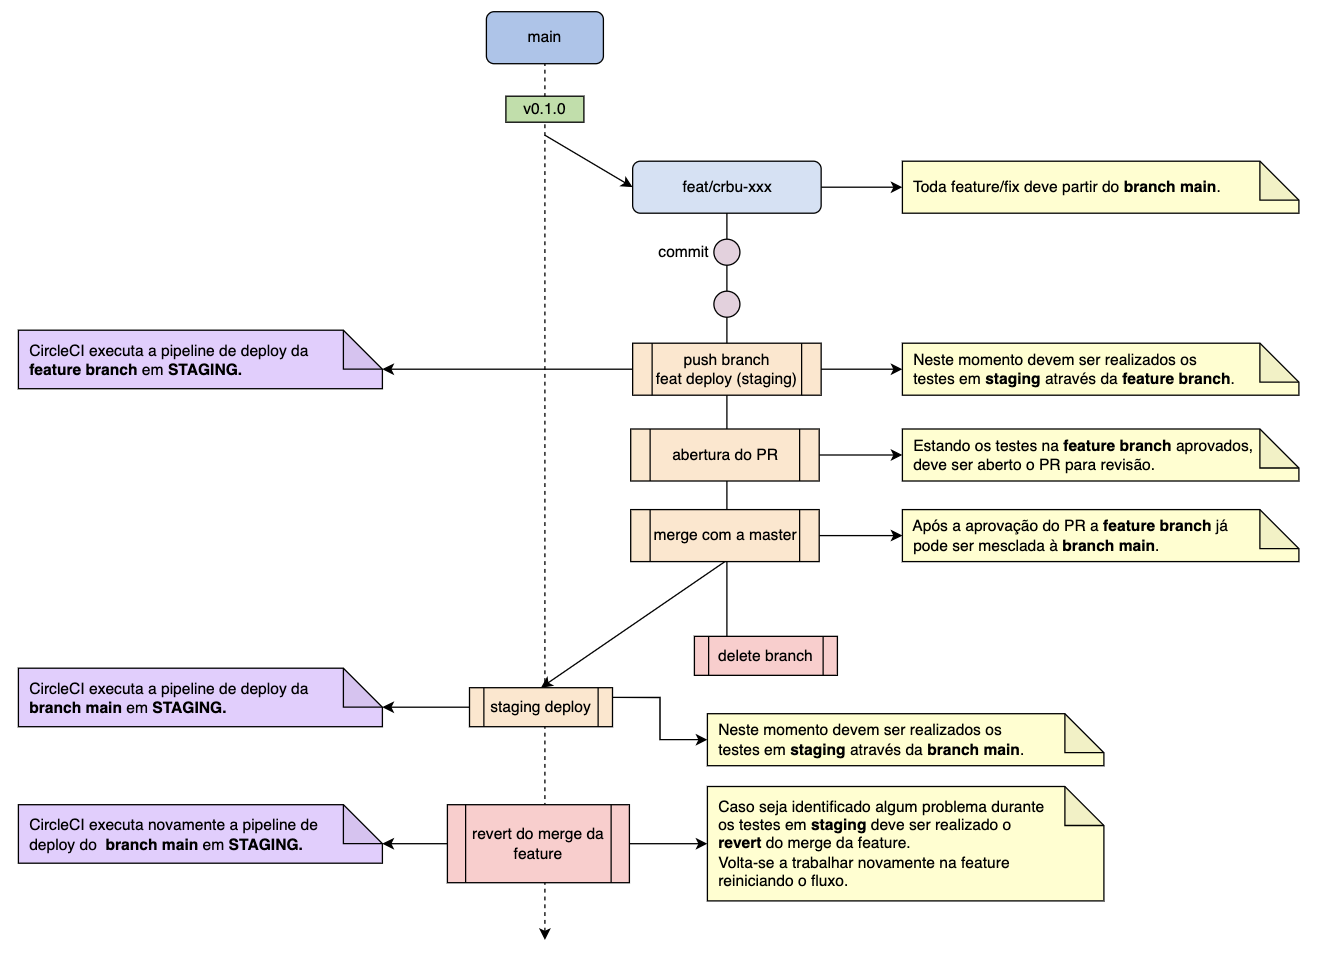 main
v0.1.0
feat/crbu-xxx
Toda feature/fix deve partir do branch main.
commit
CircleCI executa a pipeline de deploy da
feature branch em STAGING.
push branch
feat deploy (staging)
Neste momento devem ser realizados os
testes em staging através da feature branch.
abertura do PR
Estando os testes na feature branch aprovados,
deve ser aberto o PR para revisão.
merge com a master
Após a aprovação do PR a feature branch já
pode ser mesclada à branch main.
delete branch
CircleCI executa a pipeline de deploy da
branch main em STAGING.
staging deploy
Neste momento devem ser realizados os
testes em staging através da branch main.
CircleCI executa novamente a pipeline de
deploy do branch main em STAGING.
revert do merge da
feature
Caso seja identificado algum problema durante
os testes em staging deve ser realizado o
revert do merge da feature.
Volta-se a trabalhar novamente na feature
reiniciando o fluxo.